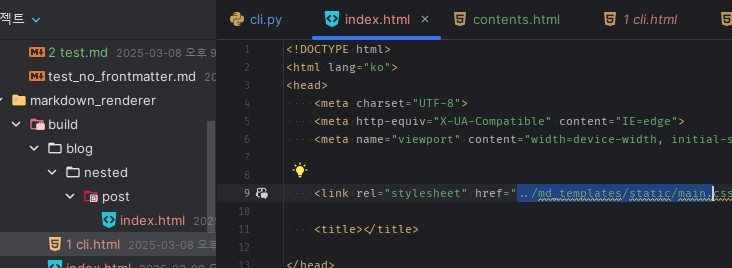 젝트
cli.py
index.html
contents.html
1 cli.html
2 test.md 2025-03-08 오후 9
test_no_frontmatter.md
markdown_renderer
build
blog
nested
post
index.html
1 cli.html 2025-03-08 오후
index.html 2025-03-08 오후
1 <!DOCTYPE html>
2 <html lang="ko">
3 <head>
4 <meta charset="UTF-8">
5 <meta http-equiv="X-UA-Compatible" content="IE=edge">
6 <meta name="viewport" content="width=device-width, initial-s
7
8
9 <link rel="stylesheet" href="../md_templates/static/main.css
10
11 <title></title>
12
13 </head>